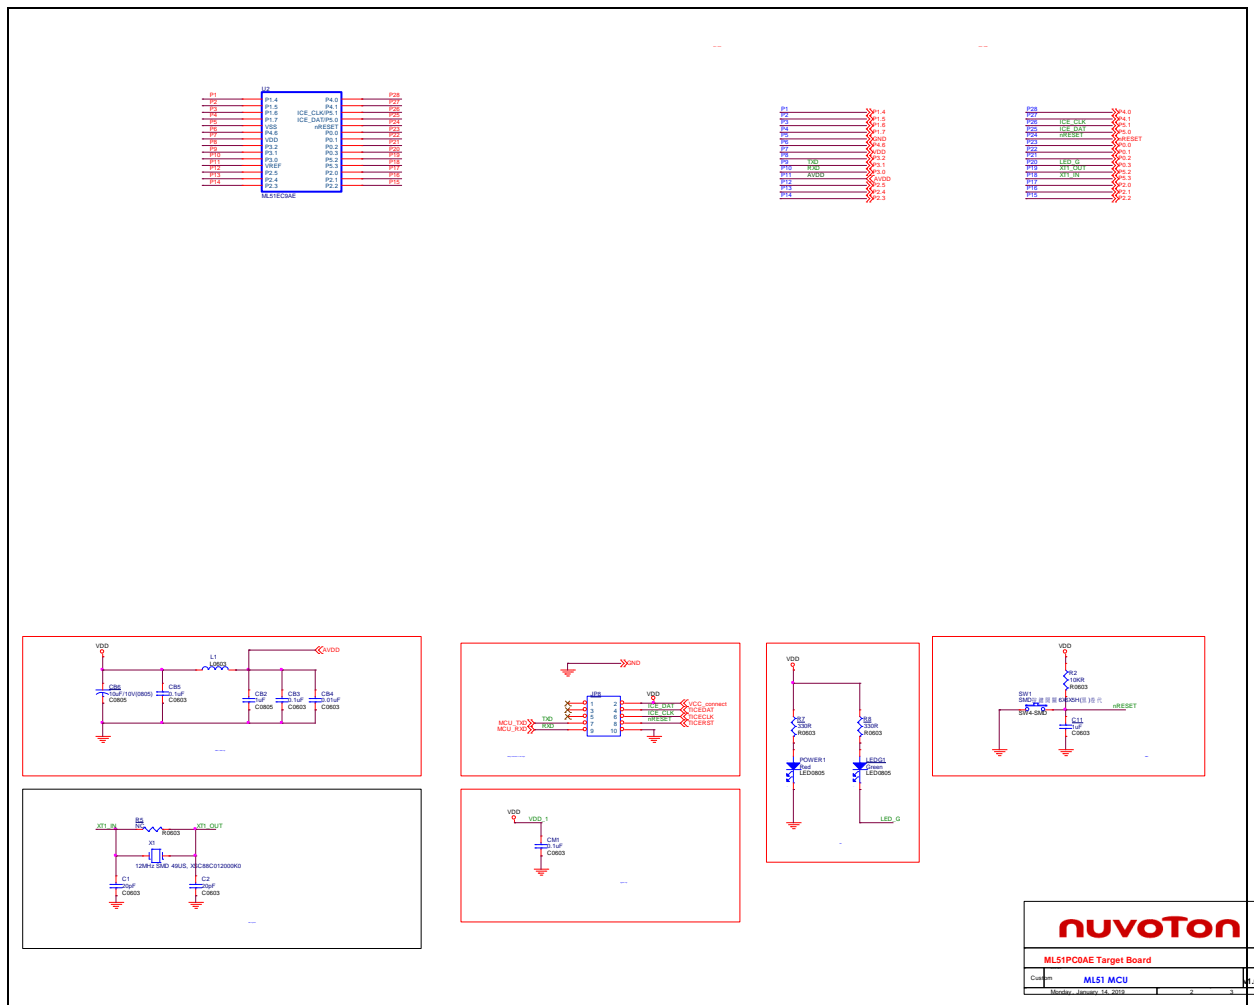 U2
P1 P1.4 P4.0 P28
P2 P1.5 P4.1 P27
P3 P1.6 ICE_CLK/P5.1 P26
P4 P1.7 ICE_DAT/P5.0 P25
P5 VSS nRESET P24
P6 P4.6 P0.0 P23
P7 VDD P0.1 P22
P8 P3.2 P0.2 P21
P9 P3.1 P0.3 P20
P10 P3.0 P5.2 P19
P11 VREF P5.3 P18
P12 P2.5 P2.0 P17
P13 P2.4 P2.1 P16
P14 P2.3 P2.2 P15
ML51EC9AE
P1 P1.4
P2 P1.5
P3 P1.6
P4 P1.7
P5 GND
P6 P4.6
P7 VDD
P8 P3.2
P9 TXD P3.1
P10 RXD P3.0
P11 AVDD AVDD
P12 P2.5
P13 P2.4
P14 P2.3
P28 P4.0
P27 P4.1
P26 ICE_CLK P5.1
P25 ICE_DAT P5.0
P24 nRESET nRESET
P23 P0.0
P22 P0.1
P21 P0.2
P20 LED_G P0.3
P19 XT1_OUT P5.2
P18 XT1_IN P5.3
P17 P2.0
P16 P2.1
P15 P2.2
VDD
L1
L0603
AVDD
CB6
10uF/10V(0805)
C0805
CB5
0.1uF
C0603
CB2
1uF
C0805
CB3
0.1uF
C0603
CB4
0.01uF
C0603
GND
JP5
VDD
1 2 VCC_connect
3 4 ICE_DAT TICEDAT
5 6 ICE_CLK TICECLK
MCU_TXD TXD 7 8 nRESET TICERST
MCU_RXD RXD 9 10
VDD
R7
330R
R0603
R8
330R
R0603
POWER1
Red
LED0805
LEDG1
Green
LED0805
LED_G
VDD
R2
10KR
R0603
SW1
SW4-SMD
nRESET
C11
1uF
C0603
XT1_IN
R5
NC
R0603
XT1_OUT
X1
12MHz SMD 49US, XSC88C012000K0
C1
20pF
C0603
C2
20pF
C0603
VDD
VDD_1
CM1
0.1uF
C0603
nuvoTon
ML51PC0AE Target Board
Custom
ML51 MCU
Monday, January 14, 2019 2 3